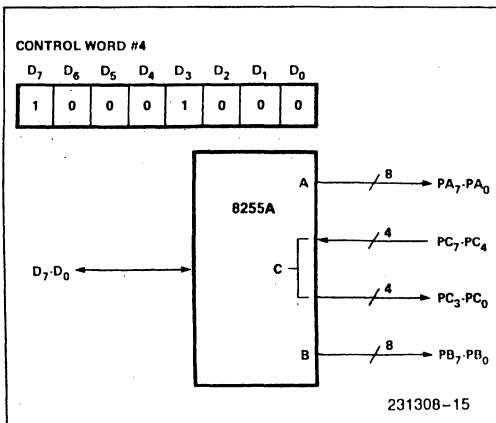 CONTROL WORD #4
D7 D6 D5 D4 D3 D2 D1 D0
1 0 0 0 1 0 0 0
8255A
A
8
PA7-PA0
4
PC7-PC4
C
D7-D0
4
PC3-PC0
B
8
PB7-PB0
231308-15